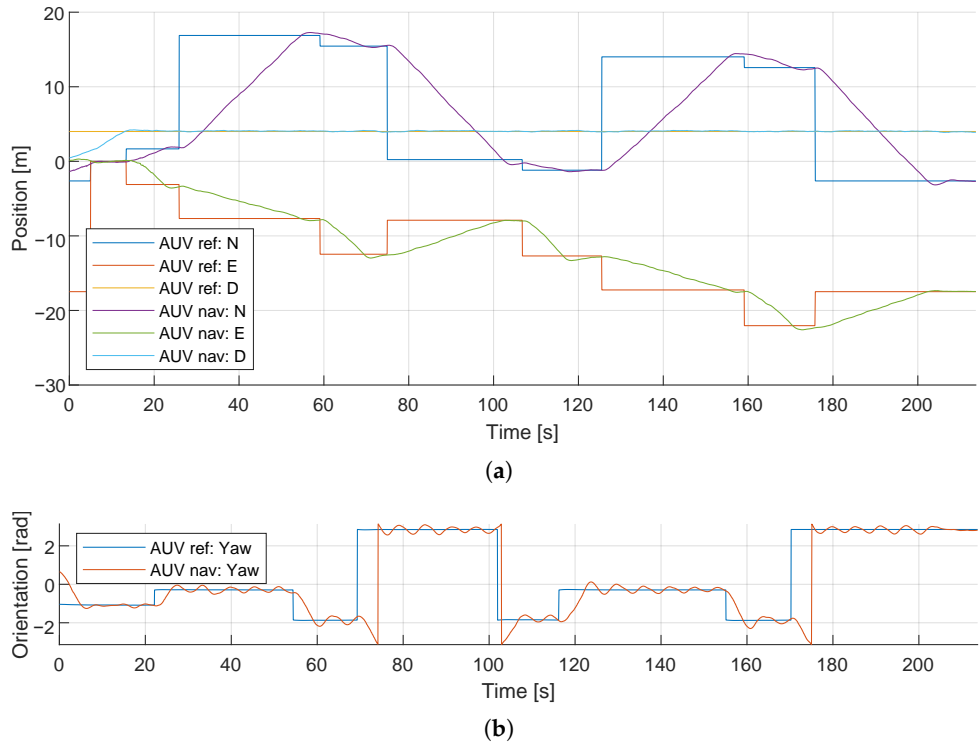 20
10
0
−10
−20
−30
Position [m]
AUV ref: N
AUV ref: E
AUV ref: D
AUV nav: N
AUV nav: E
AUV nav: D
0 20 40 60 80 100 120 140 160 180 200
Time [s]
(a)
2
0
−2
Orientation [rad]
AUV ref: Yaw
AUV nav: Yaw
0 20 40 60 80 100 120 140 160 180 200
Time [s]
(b)